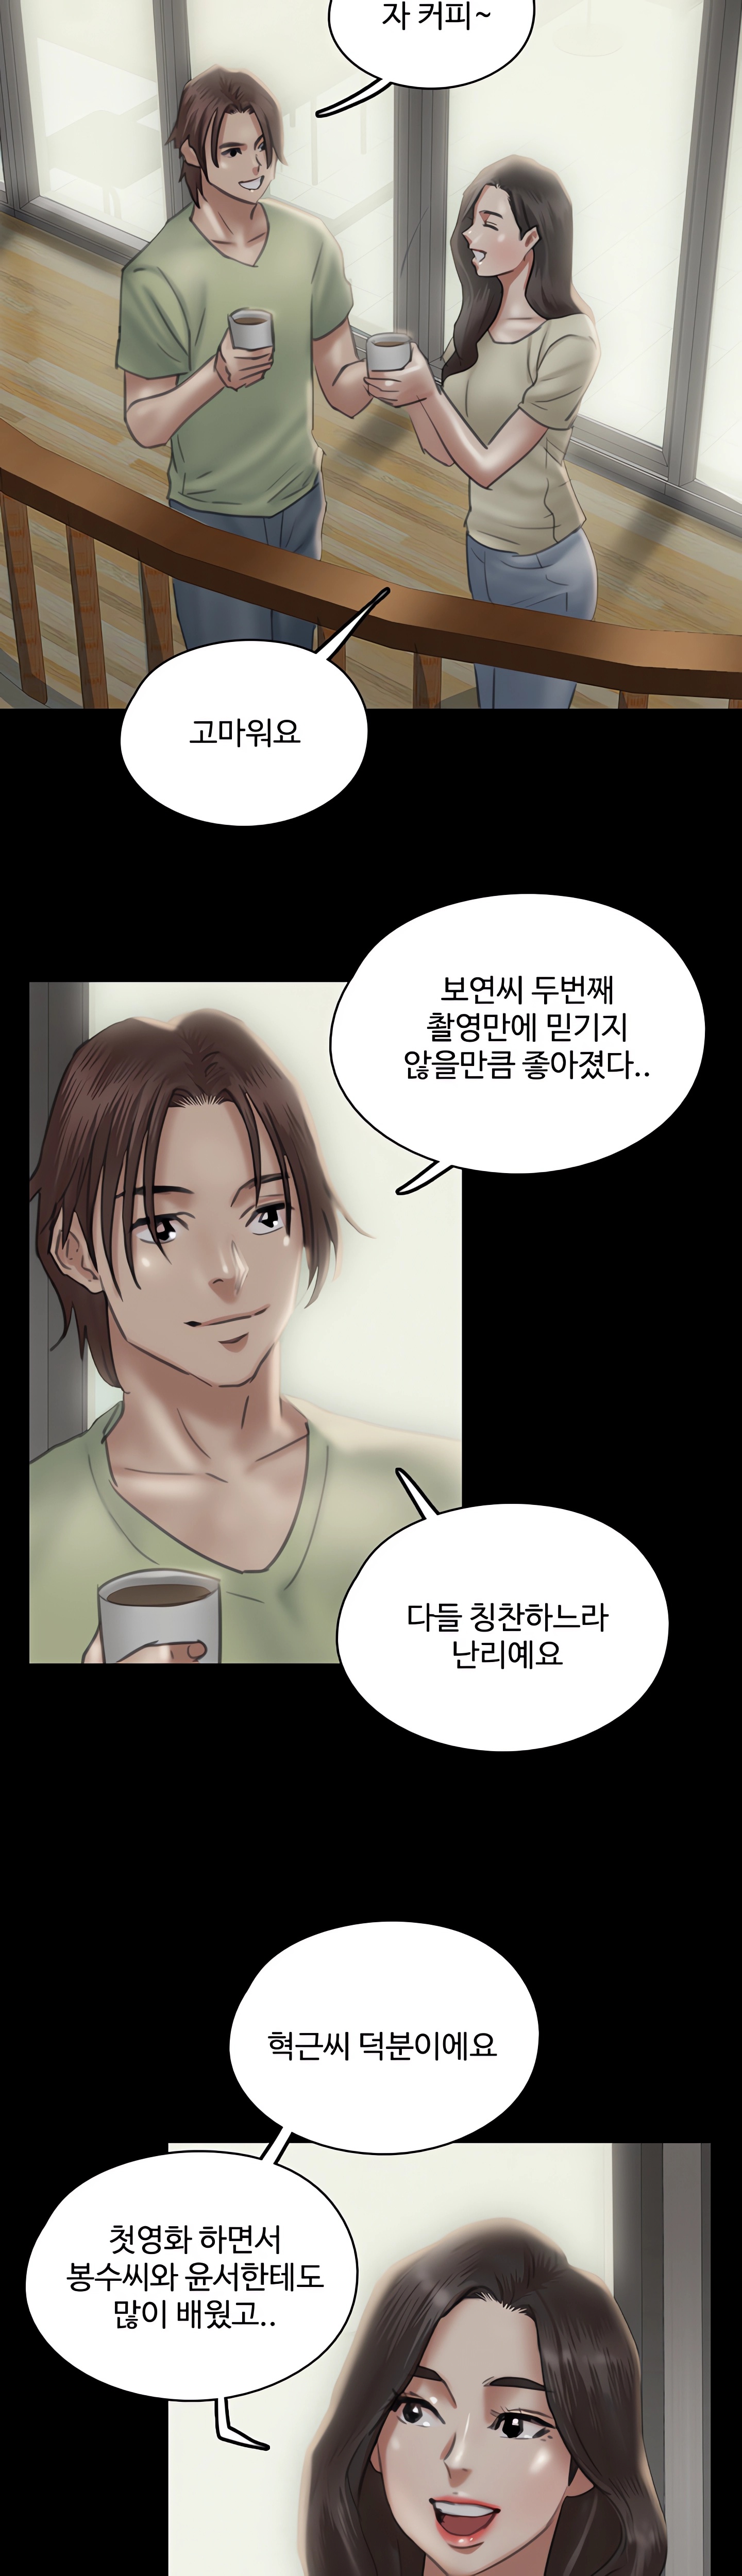 자 커피~
고마워요
보연씨 두번째
촬영만에 믿기지
않을만큼 좋아졌다..
다들 칭찬하느라
난리예요
혁근씨 덕분이에요
첫영화 하면서
봉수씨와 윤서한테도
많이 배웠고..